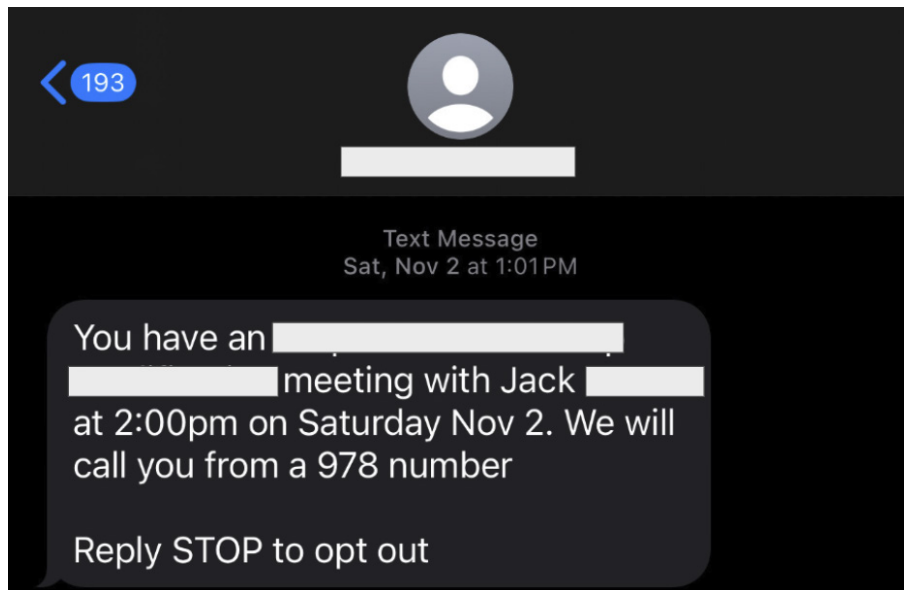 193
Text Message
Sat, Nov 2 at 1:01 PM
You have an
meeting with Jack
at 2:00pm on Saturday Nov 2. We will
call you from a 978 number
Reply STOP to opt out